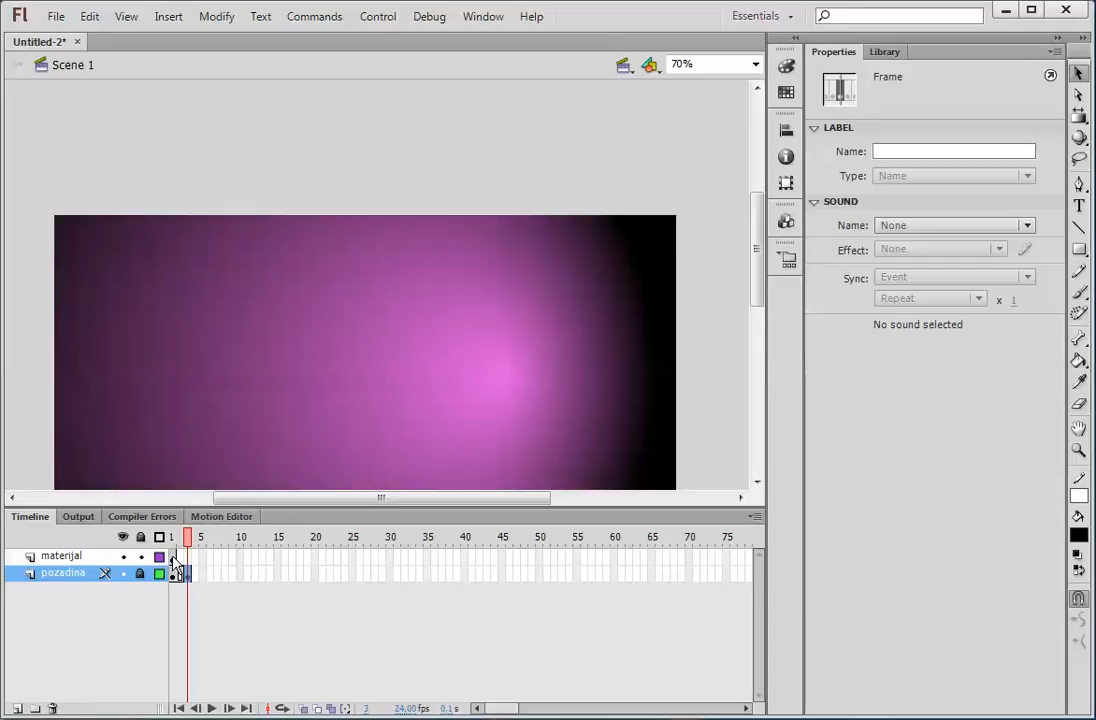 Fl File Edit View Insert Modify Text Commands Control Debug Window Help Essentials
Untitled-2*
Scene 1 70%
Properties Library
Frame
LABEL
Name:
Type: Name
SOUND
Name: None
Effect: None
Sync: Event
Repeat x 1
No sound selected
Timeline Output Compiler Errors Motion Editor
1 5 10 15 20 25 30 35 40 45 50 55 60 65 70 75
materijal
pozadina
3 24,00 fps 0,1 s